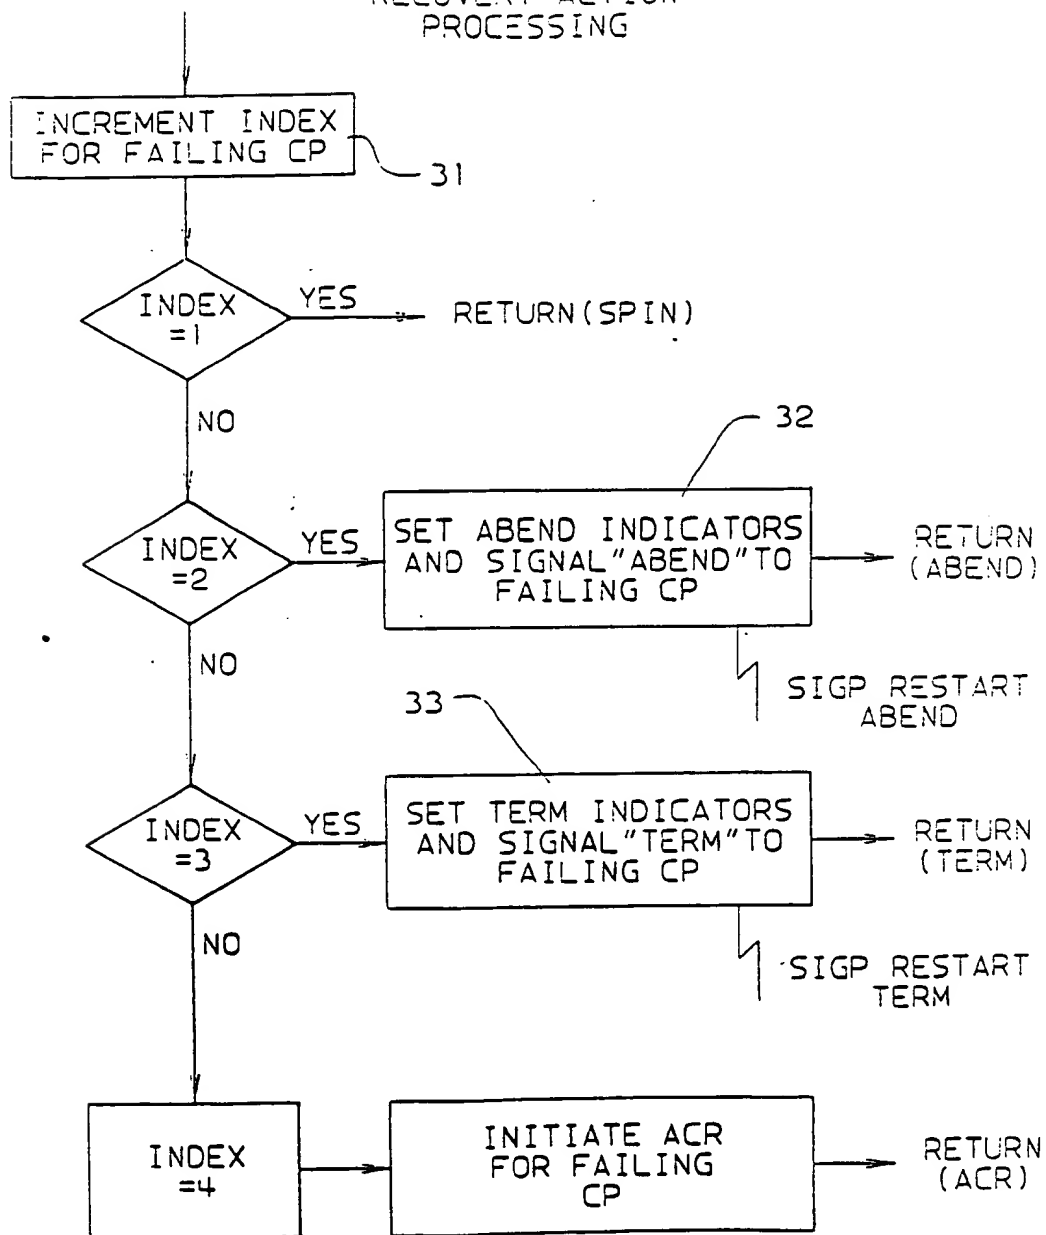 RECOVERY ACTION
PROCESSING
INCREMENT INDEX
FOR FAILING CP
31
INDEX
=1
YES
RETURN(SPIN)
NO
32
INDEX
=2
YES
SET ABEND INDICATORS
AND SIGNAL"ABEND"TO
FAILING CP
RETURN
(ABEND)
NO
SIGP RESTART
ABEND
33
INDEX
=3
YES
SET TERM INDICATORS
AND SIGNAL"TERM"TO
FAILING CP
RETURN
(TERM)
NO
SIGP RESTART
TERM
INDEX
=4
INITIATE ACR
FOR FAILING
CP
RETURN
(ACR)